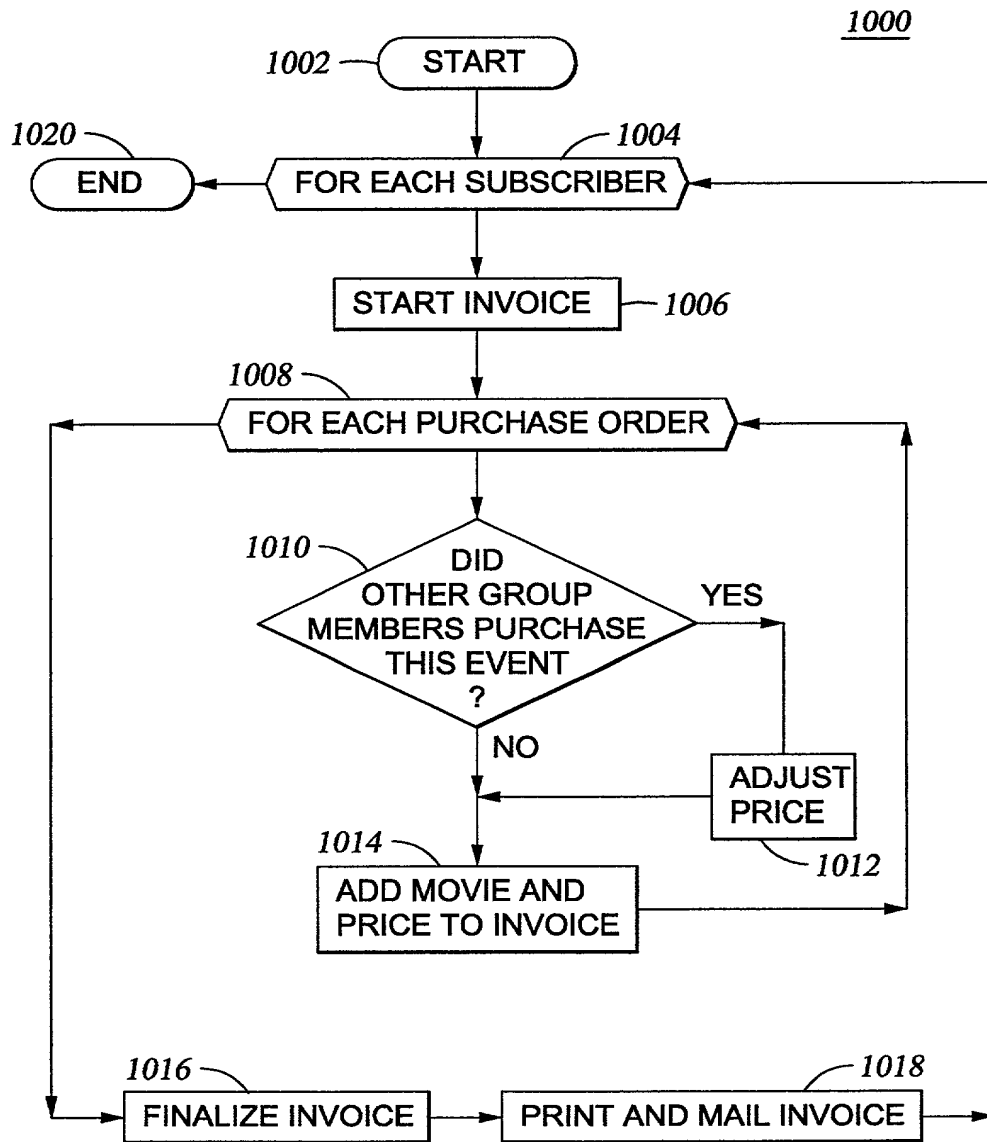 1000
1002
START
1020
1004
END
FOR EACH SUBSCRIBER
START INVOICE
1006
1008
FOR EACH PURCHASE ORDER
1010
DID
OTHER GROUP
MEMBERS PURCHASE
THIS EVENT
?
YES
NO
ADJUST
PRICE
1012
1014
ADD MOVIE AND
PRICE TO INVOICE
1016
FINALIZE INVOICE
1018
PRINT AND MAIL INVOICE